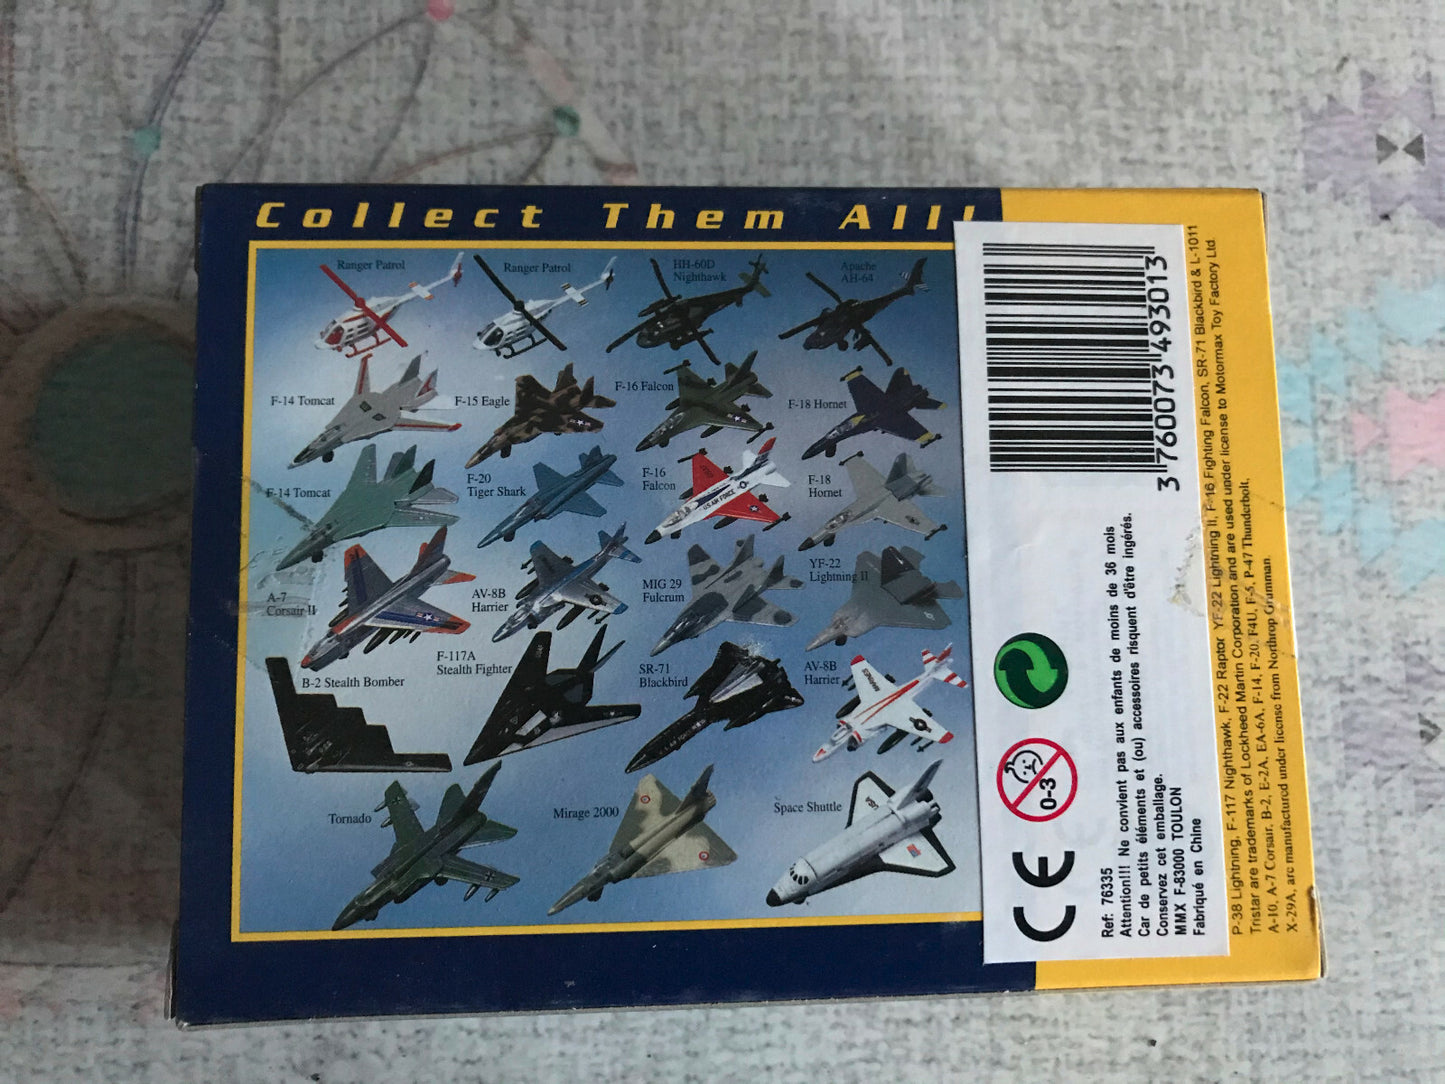 Collect Them All!
Ranger Patrol
Ranger Patrol
HH-60D
Nighthawk
Apache
AH-64
F-14 Tomcat
F-15 Eagle
F-16 Falcon
F-18 Hornet
F-14 Tomcat
F-20
Tiger Shark
F-16
Falcon
U.S. AIR FORCE
F-18
Hornet
A-7
Corsair II
AV-8B
Harrier
MIG 29
Fulcrum
YF-22
Lightning II
B-2 Stealth Bomber
F-117A
Stealth Fighter
SR-71
Blackbird
AV-8B
Harrier
MARINES
Tornado
Mirage 2000
Space Shuttle
USA
3 760073 493013
0-3
CE
Ref: 76335
Attention!!! Ne convient pas aux enfants de moins de 36 mois
Car de petits éléments et (ou) accessoires risquent d'être ingérés.
Conservez cet emballage.
MMX F-83000 TOULON
Fabriqué en Chine
P-38 Lightning, F-117 Nighthawk, F-22 Raptor YF-22 Lightning II, F-16 Fighting Falcon, SR-71 Blackbird & L-1011
Tristar are trademarks of Lockheed Martin Corporation and are used under license to Motormax Toy Factory Ltd.
A-10, A-7 Corsair, B-2, E-2A, EA-6A, F-14, F-20, F4U, F-5, P-47 Thunderbolt,
X-29A, are manufactured under license from Northrop Grumman.